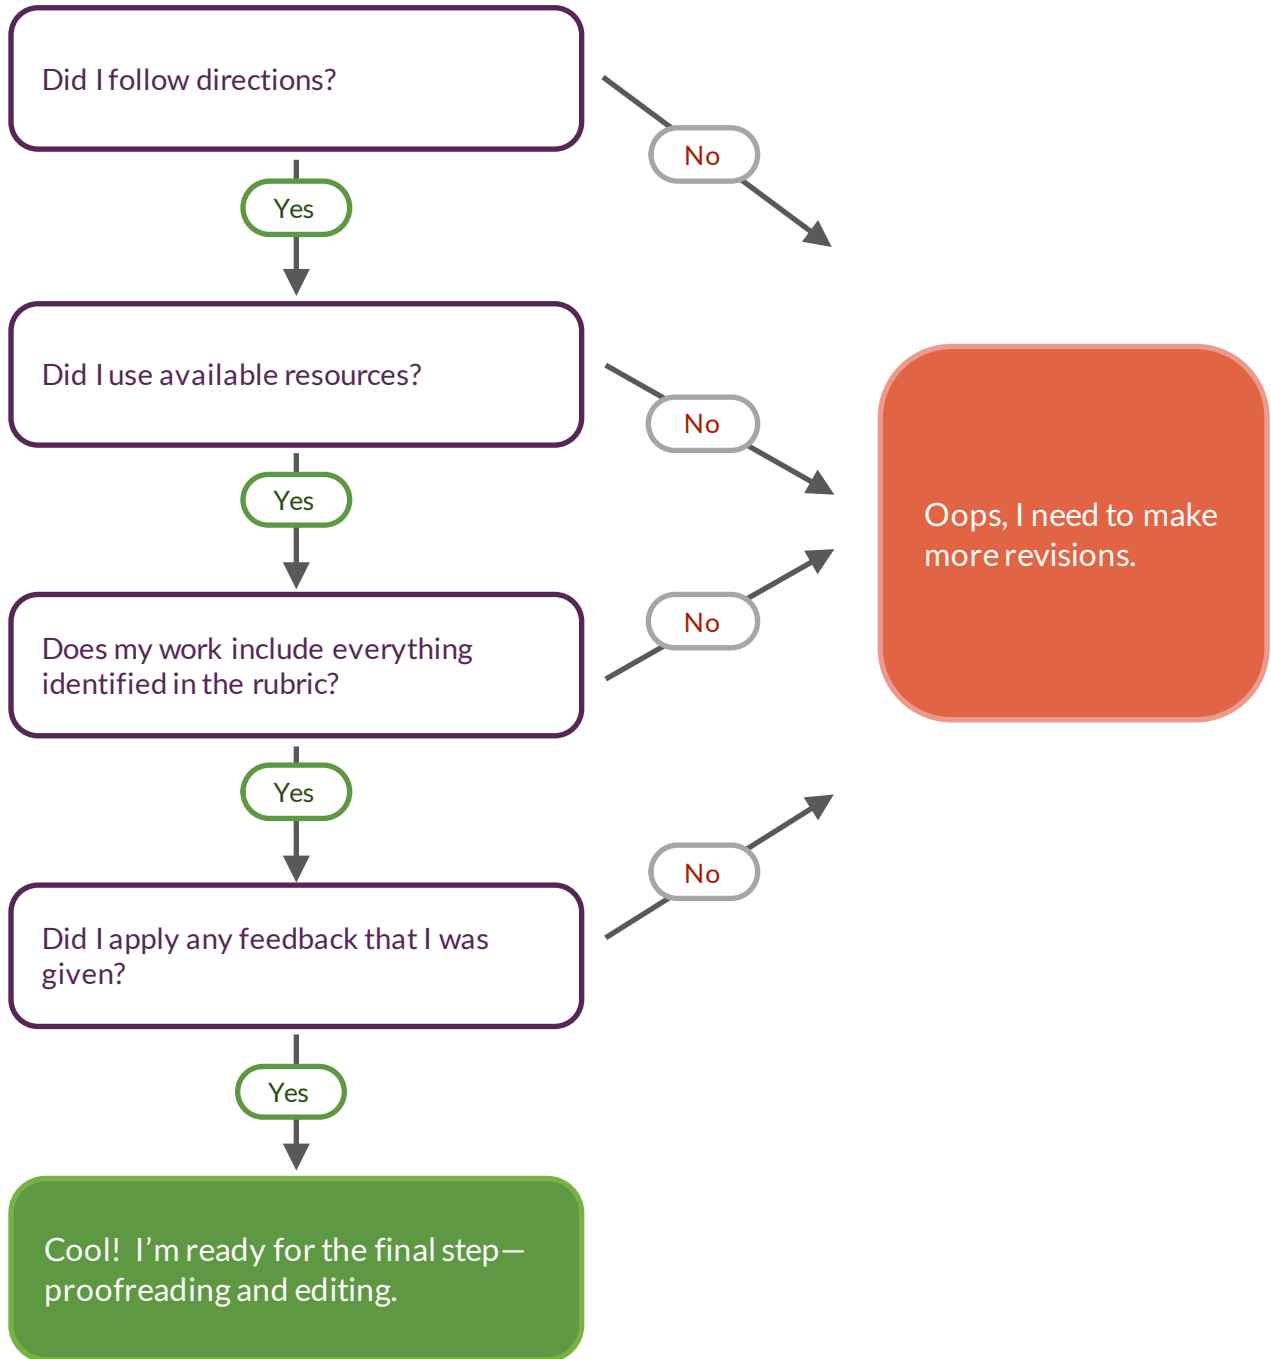 Did I follow directions?
No
Yes
Did I use available resources?
No
Yes
Oops, I need to make
more revisions.
Does my work include everything
identified in the rubric?
No
Yes
Did I apply any feedback that I was
given?
No
Yes
Cool!  I’m ready for the final step—
proofreading and editing.